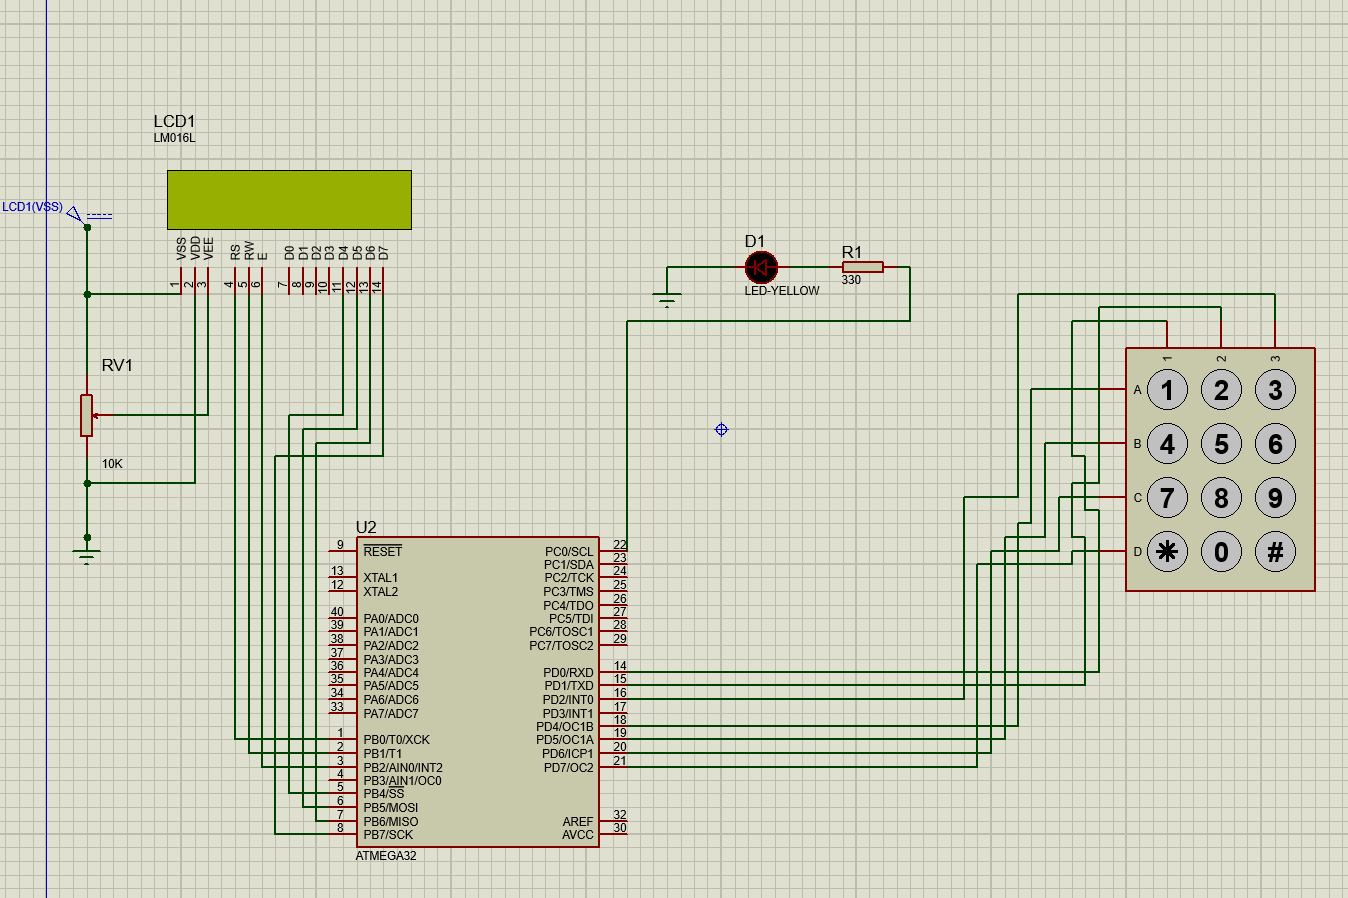 LCD1
LM016L
LCD1(VSS)
VSS
VDD
VEE
RS
RW
E
D0
D1
D2
D3
D4
D5
D6
D7
1
2
3
4
5
6
7
8
9
10
11
12
13
14
D1
LED-YELLOW
R1
330
RV1
10K
1
2
3
A
B
C
D
1 2 3
4 5 6
7 8 9
* 0 #
U2
9 RESET
13 XTAL1
12 XTAL2
40 PA0/ADC0
39 PA1/ADC1
38 PA2/ADC2
37 PA3/ADC3
36 PA4/ADC4
35 PA5/ADC5
34 PA6/ADC6
33 PA7/ADC7
1 PB0/T0/XCK
2 PB1/T1
3 PB2/AIN0/INT2
4 PB3/AIN1/OC0
5 PB4/SS
6 PB5/MOSI
7 PB6/MISO
8 PB7/SCK
PC0/SCL 22
PC1/SDA 23
PC2/TCK 24
PC3/TMS 25
PC4/TDO 26
PC5/TDI 27
PC6/TOSC1 28
PC7/TOSC2 29
PD0/RXD 14
PD1/TXD 15
PD2/INT0 16
PD3/INT1 17
PD4/OC1B 18
PD5/OC1A 19
PD6/ICP1 20
PD7/OC2 21
AREF 32
AVCC 30
ATMEGA32